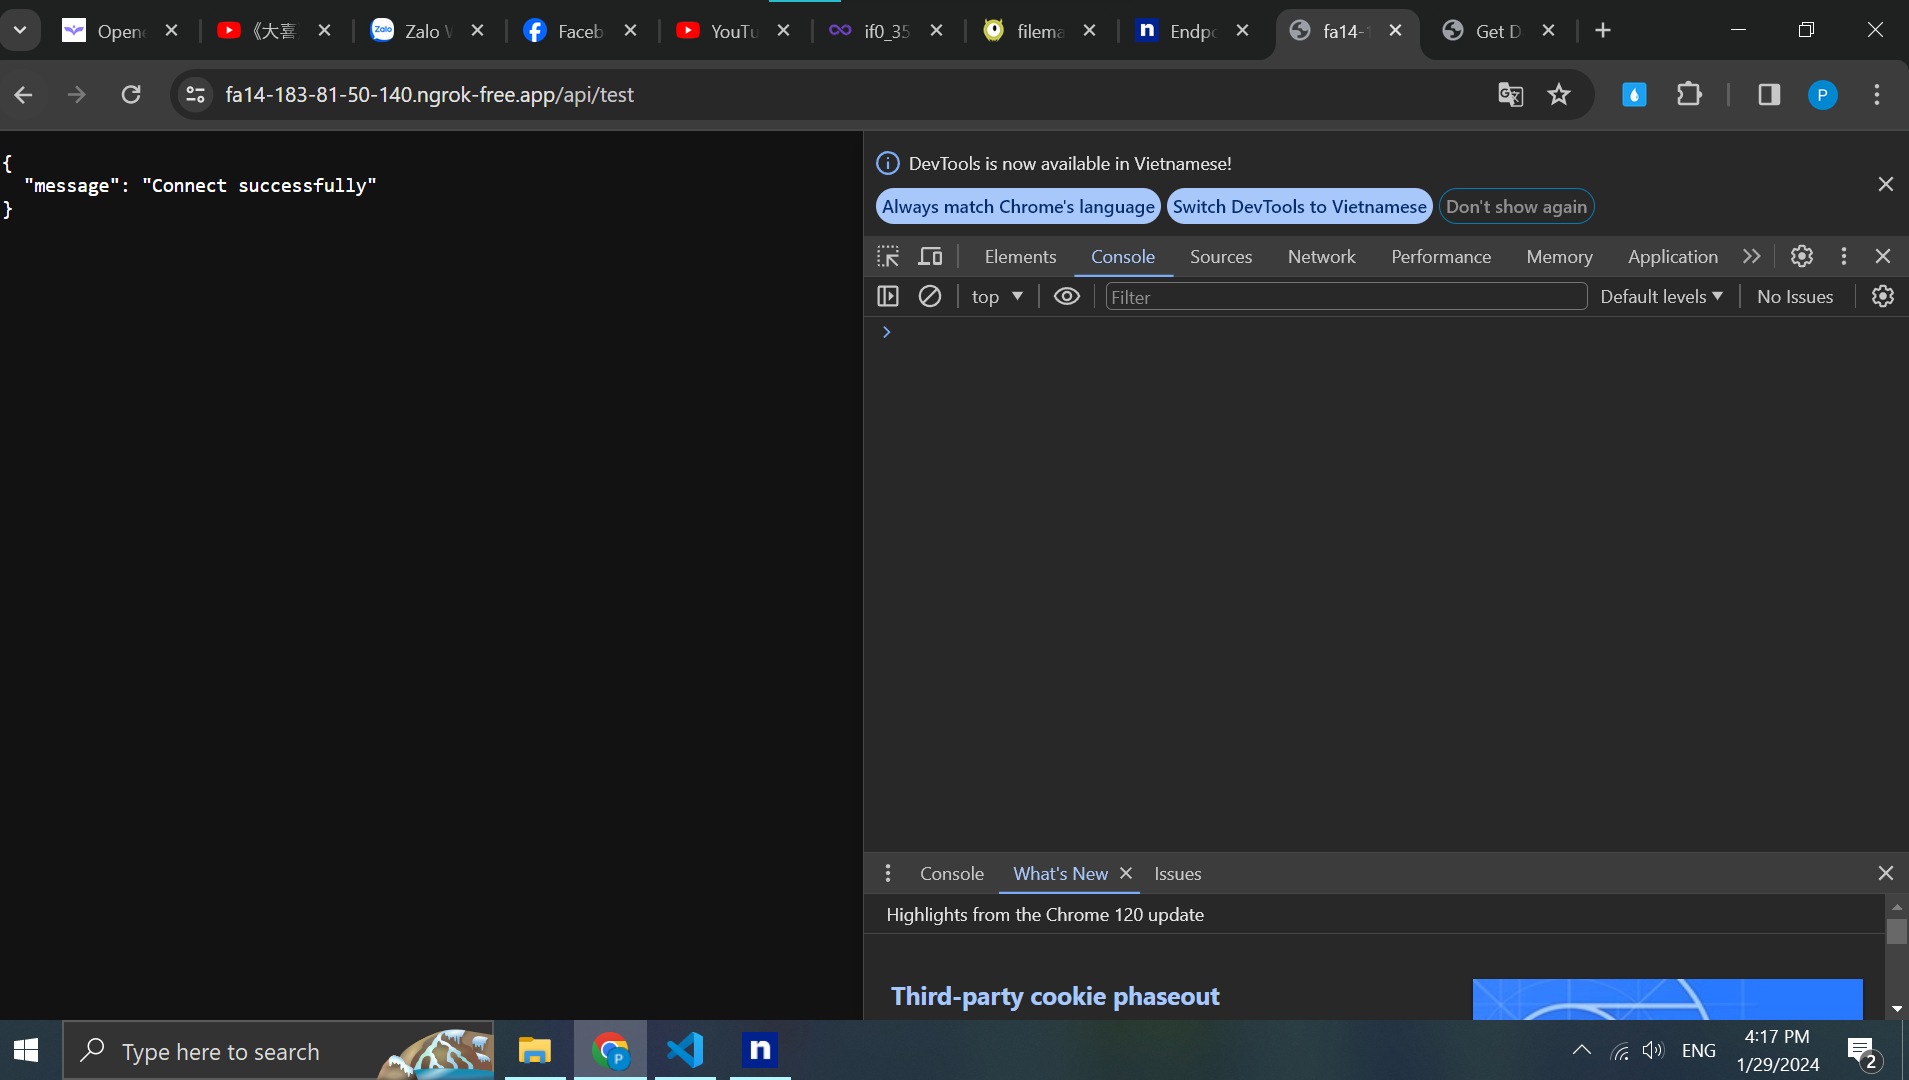 Opene
《大喜
Zalo
Zalo W
Faceb
YouTu
if0_35
filema
n
Endpo
fa14-1
Get D
fa14-183-81-50-140.ngrok-free.app/api/test
P
{
"message": "Connect successfully"
}
DevTools is now available in Vietnamese!
Always match Chrome's language
Switch DevTools to Vietnamese
Don't show again
Elements
Console
Sources
Network
Performance
Memory
Application
top
Filter
Default levels
No Issues
Console
What's New
Issues
Highlights from the Chrome 120 update
Third-party cookie phaseout
Type here to search
P
n
ENG
4:17 PM
1/29/2024
2